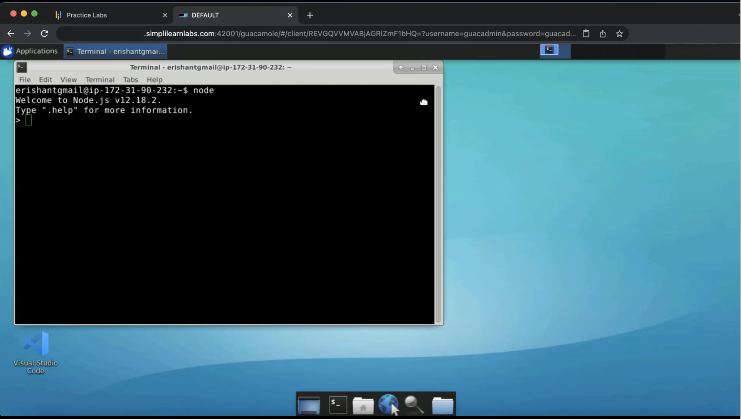 Practice Labs
DEFAULT
.simplilearnlabs.com:42001/guacamole/#/client/REVGQVVMVABjAGRIZmF1bHQ=?username=guacadmin&password=guacad...
Applications
Terminal - erishantgmai...
Terminal - erishantgmail@ip-172-31-90-232: ~
File Edit View Terminal Tabs Help
erishantgmail@ip-172-31-90-232:~$ node
Welcome to Node.js v12.18.2.
Type ".help" for more information.
>
Visual Studio
Code
$_